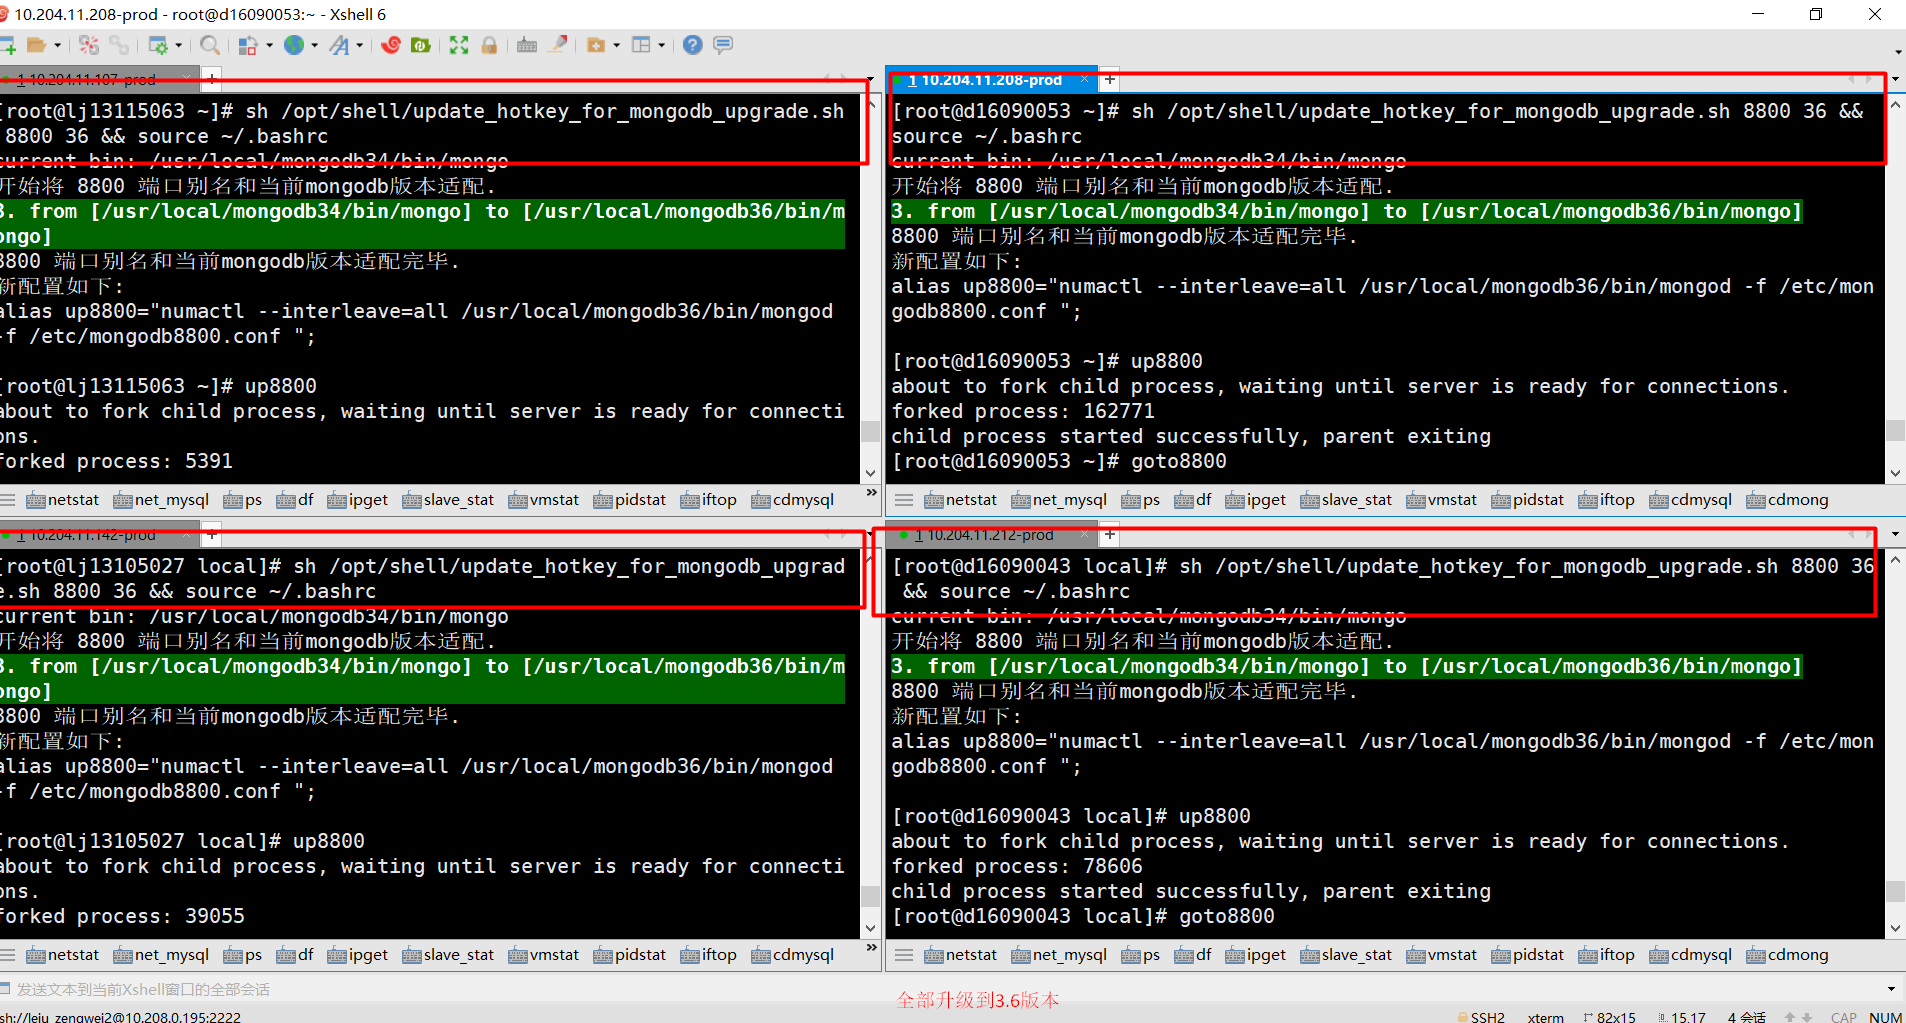 10.204.11.208-prod - root@d16090053:~ - Xshell 6
1 10.204.11.107-prod
[root@lj13115063 ~]# sh /opt/shell/update_hotkey_for_mongodb_upgrade.sh
8800 36 && source ~/.bashrc
current bin: /usr/local/mongodb34/bin/mongo
开始将 8800 端口别名和当前mongodb版本适配.
3. from [/usr/local/mongodb34/bin/mongo] to [/usr/local/mongodb36/bin/m
ongo]
8800 端口别名和当前mongodb版本适配完毕.
新配置如下:
alias up8800="numactl --interleave=all /usr/local/mongodb36/bin/mongod
-f /etc/mongodb8800.conf ";
[root@lj13115063 ~]# up8800
about to fork child process, waiting until server is ready for connecti
ons.
forked process: 5391
netstat net_mysql ps df ipget slave_stat vmstat pidstat iftop cdmysql
1 10.204.11.208-prod
[root@d16090053 ~]# sh /opt/shell/update_hotkey_for_mongodb_upgrade.sh 8800 36 &&
source ~/.bashrc
current bin: /usr/local/mongodb34/bin/mongo
开始将 8800 端口别名和当前mongodb版本适配.
3. from [/usr/local/mongodb34/bin/mongo] to [/usr/local/mongodb36/bin/mongo]
8800 端口别名和当前mongodb版本适配完毕.
新配置如下:
alias up8800="numactl --interleave=all /usr/local/mongodb36/bin/mongod -f /etc/mon
godb8800.conf ";
[root@d16090053 ~]# up8800
about to fork child process, waiting until server is ready for connections.
forked process: 162771
child process started successfully, parent exiting
[root@d16090053 ~]# goto8800
netstat net_mysql ps df ipget slave_stat vmstat pidstat iftop cdmysql cdmong
1 10.204.11.142-prod
[root@lj13105027 local]# sh /opt/shell/update_hotkey_for_mongodb_upgrad
e.sh 8800 36 && source ~/.bashrc
current bin: /usr/local/mongodb34/bin/mongo
开始将 8800 端口别名和当前mongodb版本适配.
3. from [/usr/local/mongodb34/bin/mongo] to [/usr/local/mongodb36/bin/m
ongo]
8800 端口别名和当前mongodb版本适配完毕.
新配置如下:
alias up8800="numactl --interleave=all /usr/local/mongodb36/bin/mongod
-f /etc/mongodb8800.conf ";
[root@lj13105027 local]# up8800
about to fork child process, waiting until server is ready for connecti
ons.
forked process: 39055
netstat net_mysql ps df ipget slave_stat vmstat pidstat iftop cdmysql
1 10.204.11.212-prod
[root@d16090043 local]# sh /opt/shell/update_hotkey_for_mongodb_upgrade.sh 8800 36
&& source ~/.bashrc
current bin: /usr/local/mongodb34/bin/mongo
开始将 8800 端口别名和当前mongodb版本适配.
3. from [/usr/local/mongodb34/bin/mongo] to [/usr/local/mongodb36/bin/mongo]
8800 端口别名和当前mongodb版本适配完毕.
新配置如下:
alias up8800="numactl --interleave=all /usr/local/mongodb36/bin/mongod -f /etc/mon
godb8800.conf ";
[root@d16090043 local]# up8800
about to fork child process, waiting until server is ready for connections.
forked process: 78606
child process started successfully, parent exiting
[root@d16090043 local]# goto8800
netstat net_mysql ps df ipget slave_stat vmstat pidstat iftop cdmysql cdmong
发送文本到当前Xshell窗口的全部会话
全部升级到3.6版本
sh://leju_zengwei2@10.208.0.195:2222 SSH2 xterm 82x15 15,17 4 会话 CAP NUM